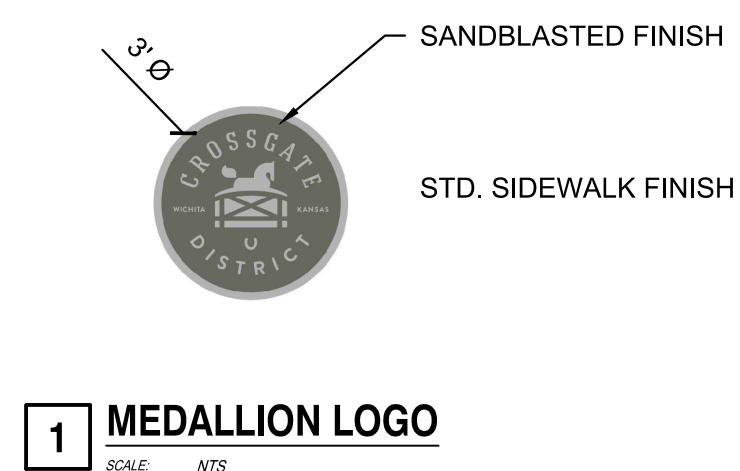 3' Ø
SANDBLASTED FINISH
CROSSGATE
WICHITA
KANSAS
DISTRICT
STD. SIDEWALK FINISH
1 MEDALLION LOGO
SCALE: NTS